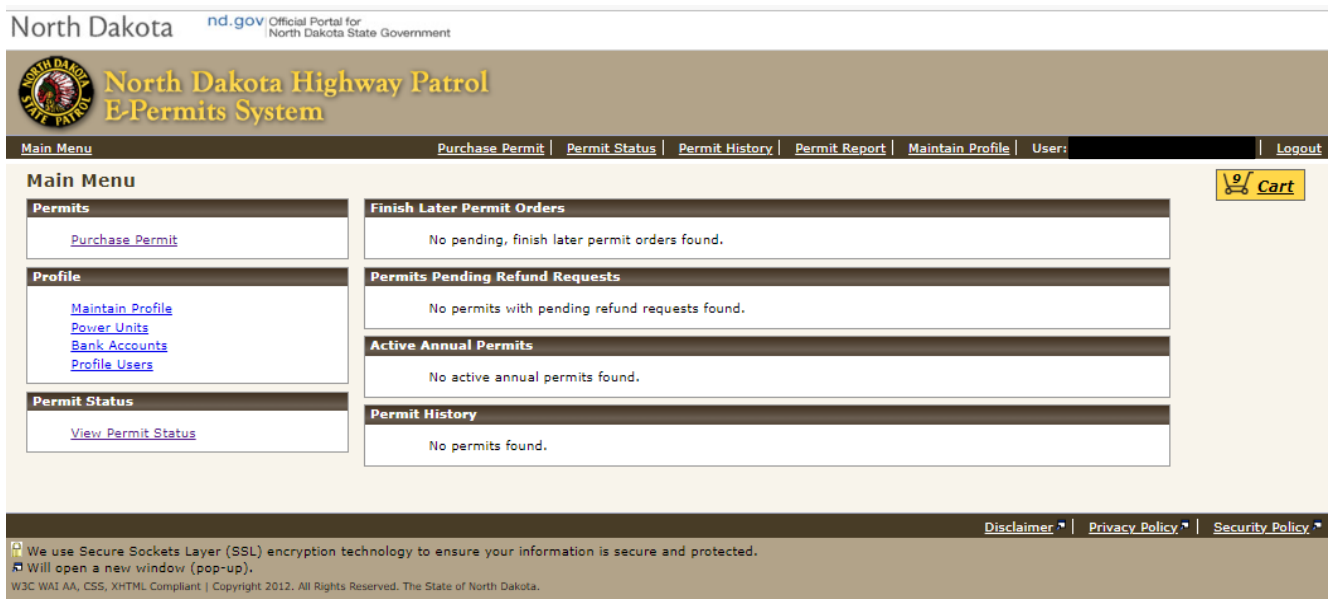 North Dakota nd.gov Official Portal for
North Dakota State Government
NORTH DAKOTA STATE PATROL
North Dakota Highway Patrol
E-Permits System
Main Menu Purchase Permit | Permit Status | Permit History | Permit Report | Maintain Profile | User: | Logout
Main Menu
9 Cart
Permits
Purchase Permit
Profile
Maintain Profile
Power Units
Bank Accounts
Profile Users
Permit Status
View Permit Status
Finish Later Permit Orders
No pending, finish later permit orders found.
Permits Pending Refund Requests
No permits with pending refund requests found.
Active Annual Permits
No active annual permits found.
Permit History
No permits found.
Disclaimer | Privacy Policy | Security Policy
We use Secure Sockets Layer (SSL) encryption technology to ensure your information is secure and protected.
Will open a new window (pop-up).
W3C WAI AA, CSS, XHTML Compliant | Copyright 2012. All Rights Reserved. The State of North Dakota.